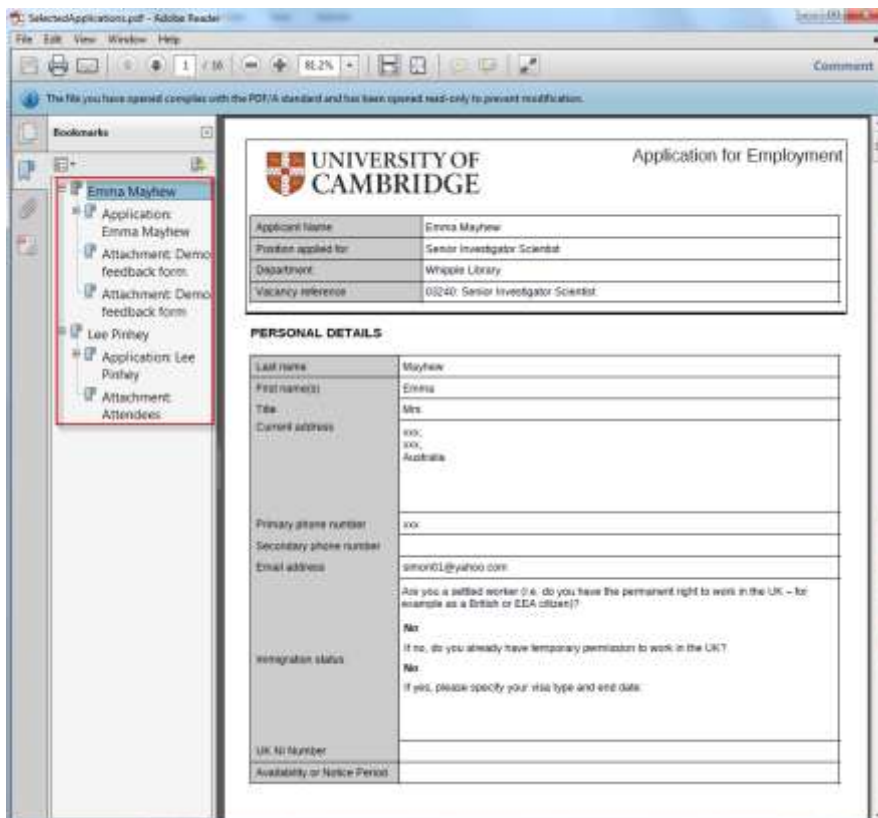 SelectedApplications.pdf - Adobe Reader
File Edit View Window Help
1 / 16 81.2% Comment
The file you have opened complies with the PDF/A standard and has been opened read-only to prevent modification.
Bookmarks
Emma Mayhew
Application:
Emma Mayhew
Attachment: Demo
feedback form
Attachment: Demo
feedback form
Lee Pinhey
Application: Lee
Pinhey
Attachment:
Attendees
UNIVERSITY OF
CAMBRIDGE
Application for Employment
Applicant Name Emma Mayhew
Position applied for Senior Investigator Scientist
Department Whipple Library
Vacancy reference 03240: Senior Investigator Scientist
PERSONAL DETAILS
Last name Mayhew
First name(s) Emma
Title Mrs
Current address xxx,
xxx,
Australia
Primary phone number xxx
Secondary phone number
Email address simon01@yahoo.com
Immigration status
Are you a settled worker (i.e. do you have the permanent right to work in the UK – for
example as a British or EEA citizen)?
No
If no, do you already have temporary permission to work in the UK?
No
If yes, please specify your visa type and end date:
UK NI Number
Availability or Notice Period